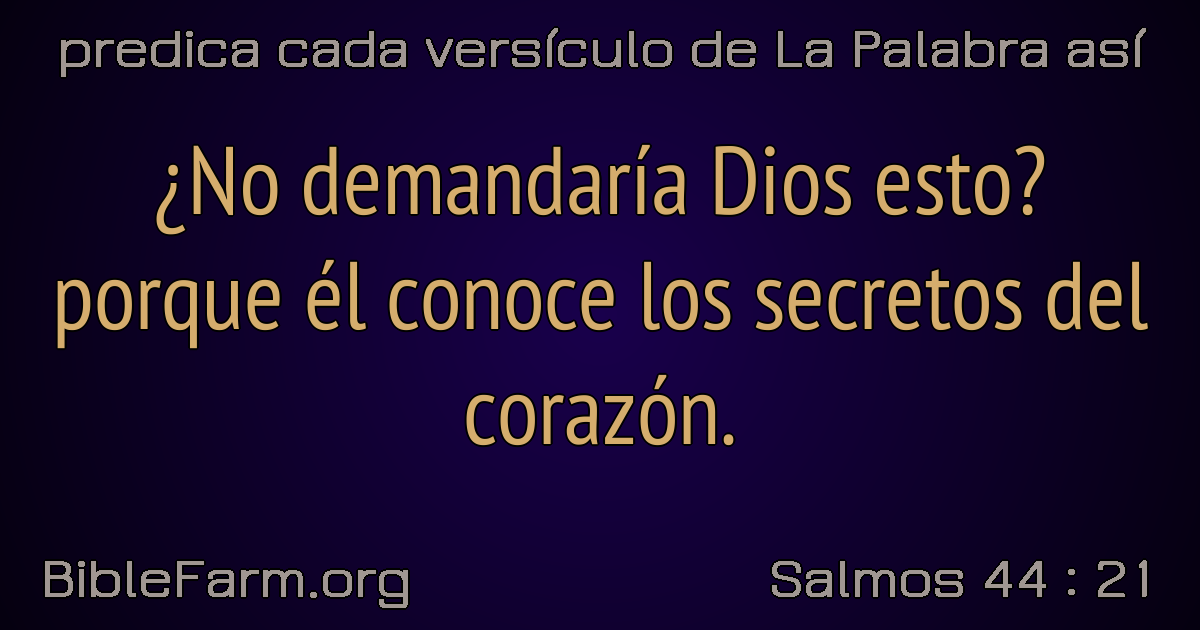 predica cada versículo de La Palabra así
¿No demandaría Dios esto?
porque él conoce los secretos del
corazón.
BibleFarm.org
Salmos 44 : 21